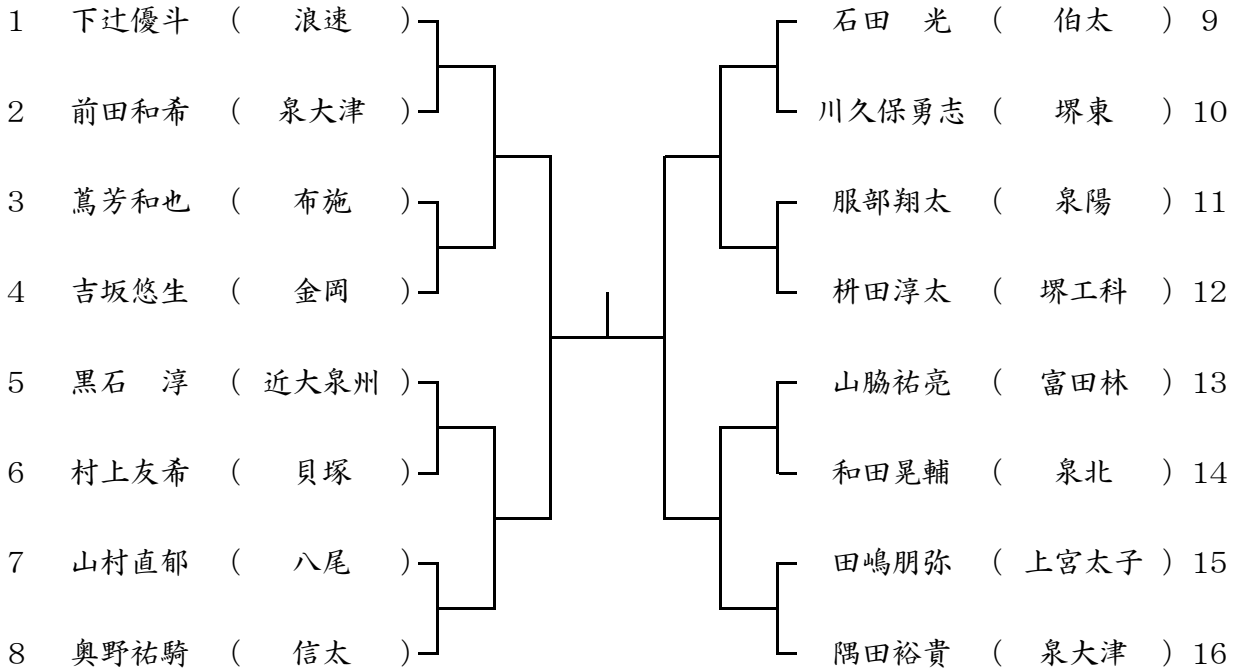 1 下辻優斗 ( 浪速 )
2 前田和希 ( 泉大津 )
3 蔦芳和也 ( 布施 )
4 吉坂悠生 ( 金岡 )
5 黒石 淳 ( 近大泉州 )
6 村上友希 ( 貝塚 )
7 山村直郁 ( 八尾 )
8 奥野祐騎 ( 信太 )
石田 光 ( 伯太 ) 9
川久保勇志 ( 堺東 ) 10
服部翔太 ( 泉陽 ) 11
枡田淳太 ( 堺工科 ) 12
山脇祐亮 ( 富田林 ) 13
和田晃輔 ( 泉北 ) 14
田嶋朋弥 ( 上宮太子 ) 15
隅田裕貴 ( 泉大津 ) 16